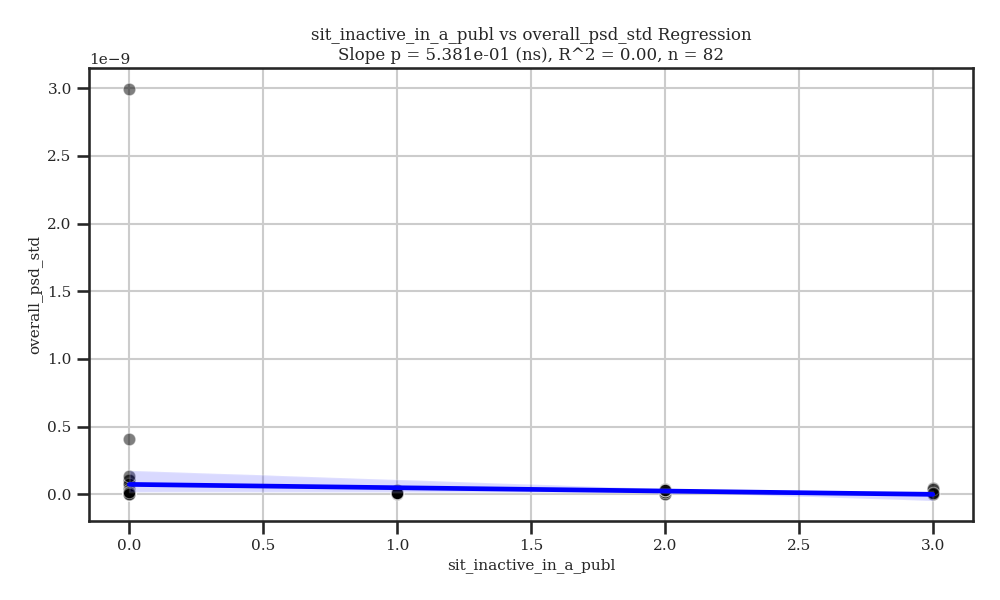 sit_inactive_in_a_publ vs overall_psd_std Regression
Slope p = 5.381e-01 (ns), R^2 = 0.00, n = 82
1e−9
3.0
2.5
2.0
1.5
1.0
0.5
0.0
overall_psd_std
0.0 0.5 1.0 1.5 2.0 2.5 3.0
sit_inactive_in_a_publ